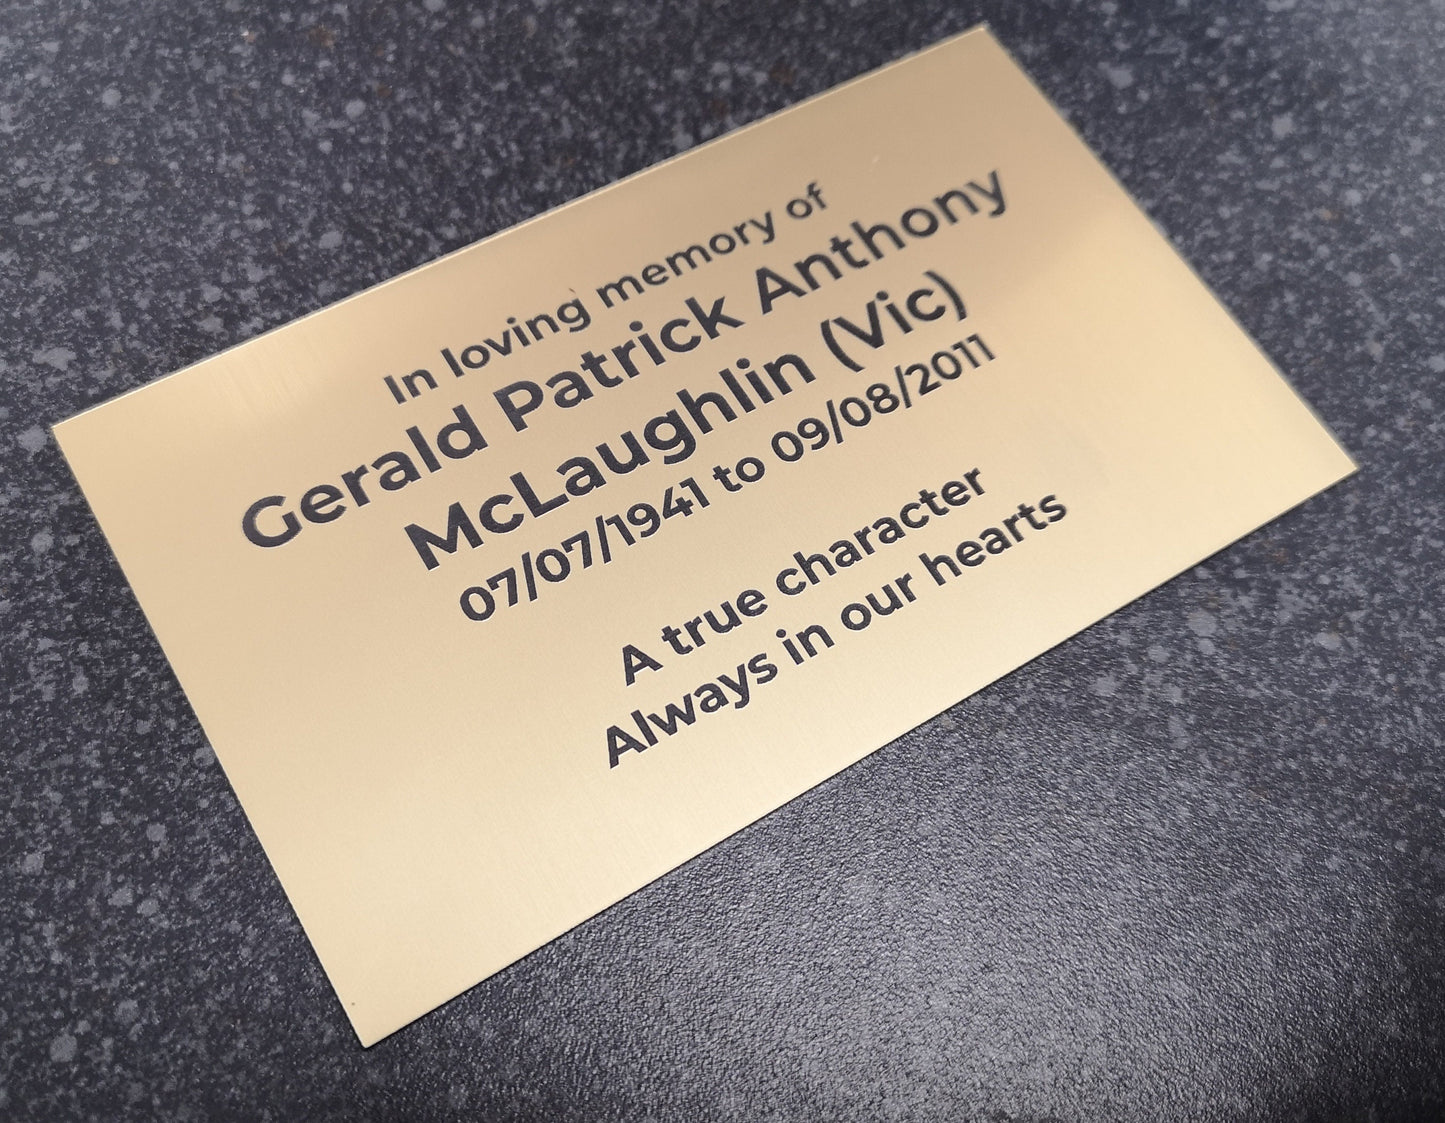 In loving memory of
Gerald Patrick Anthony
McLaughlin (Vic)
07/07/1941 to 09/08/2011
A true character
Always in our hearts